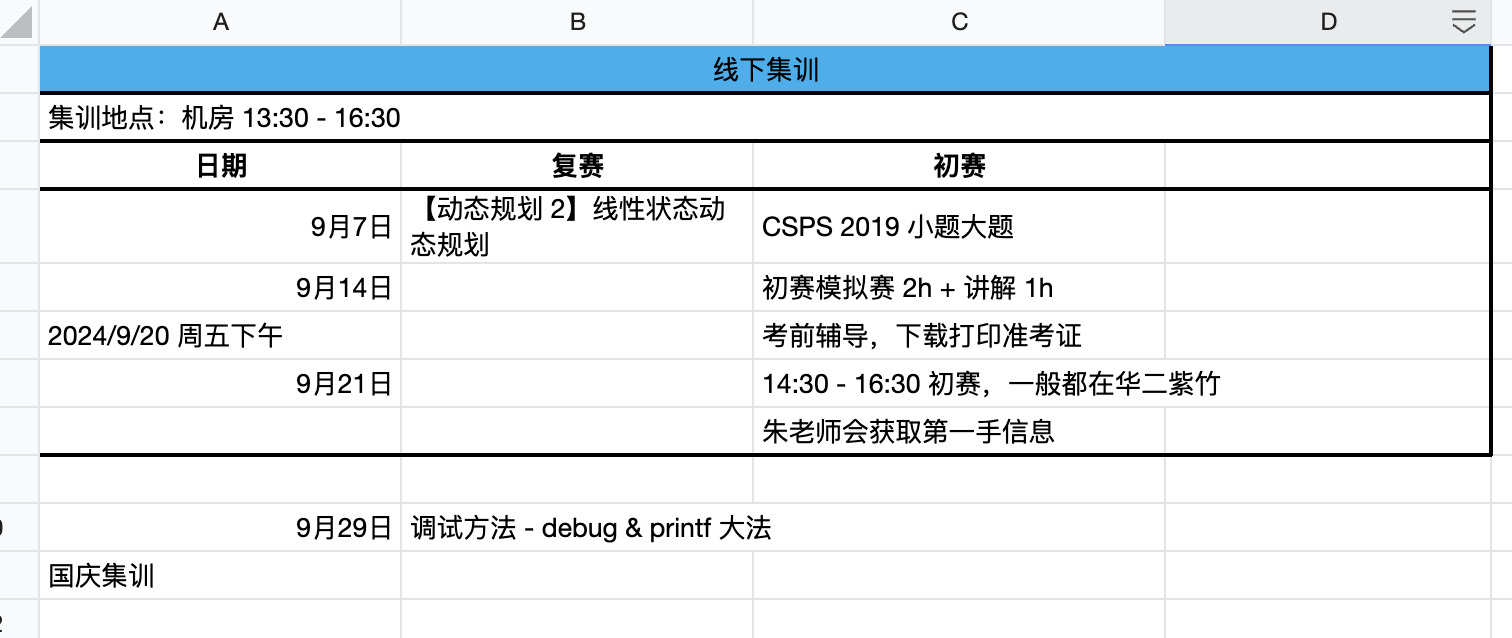 A B C D
线下集训
集训地点：机房 13:30 - 16:30
日期 复赛 初赛
9月7日 【动态规划 2】线性状态动 CSPS 2019 小题大题
态规划
9月14日 初赛模拟赛 2h + 讲解 1h
2024/9/20 周五下午 考前辅导，下载打印准考证
9月21日 14:30 - 16:30 初赛，一般都在华二紫竹
朱老师会获取第一手信息
9月29日 调试方法 - debug & printf 大法
国庆集训